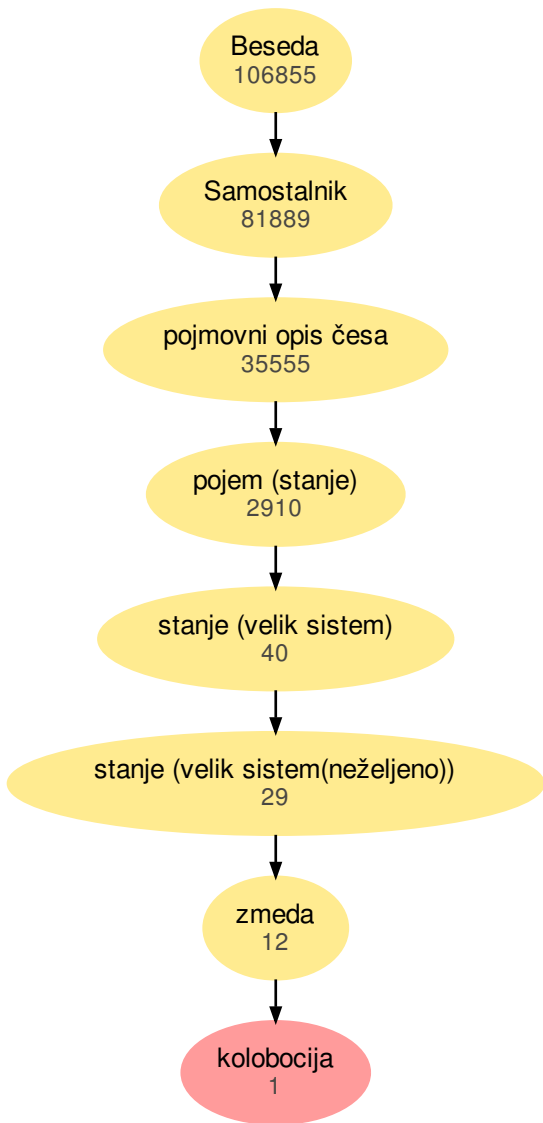 Beseda
106855
Samostalnik
81889
pojmovni opis česa
35555
pojem (stanje)
2910
stanje (velik sistem)
40
stanje (velik sistem(neželjeno))
29
zmeda
12
kolobocija
1